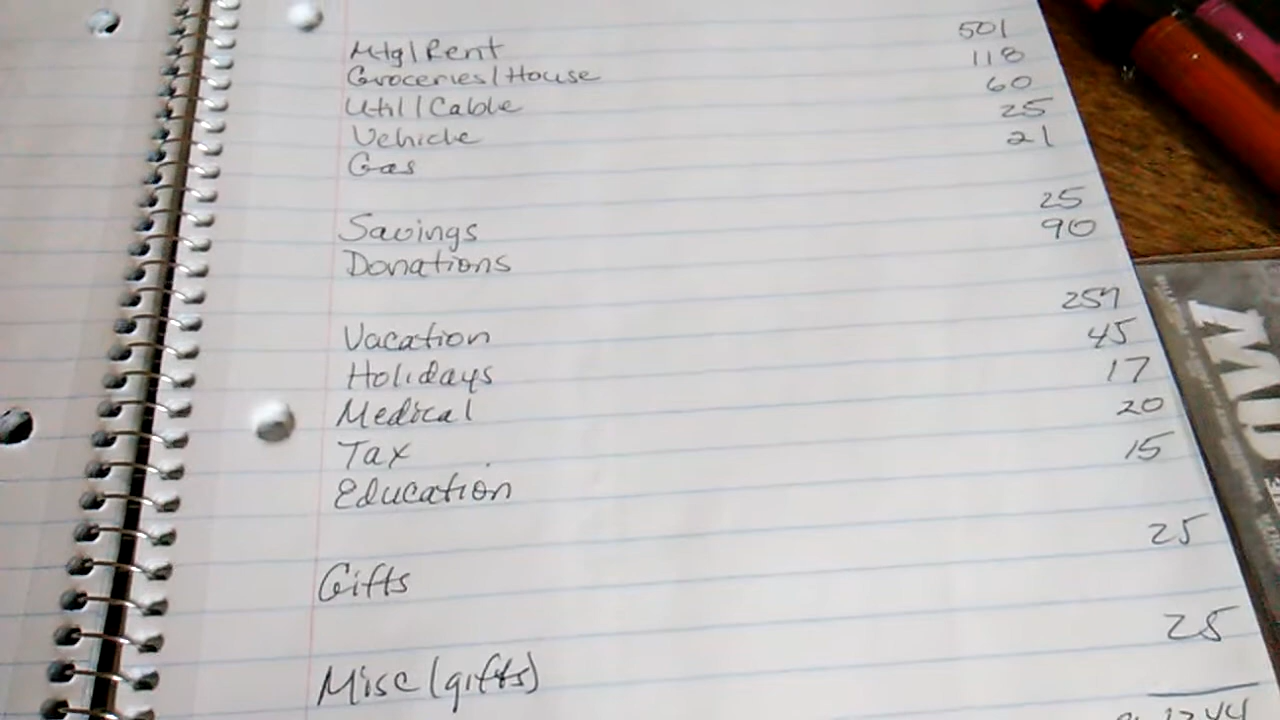 Mtg/Rent 501
Groceries/House 118
Util/Cable 60
Vehicle 25
Gas 21
Savings 25
Donations 90
Vacation 257
Holidays 45
Medical 17
Tax 20
Education 15
Gifts 25
Misc (gifts) 25